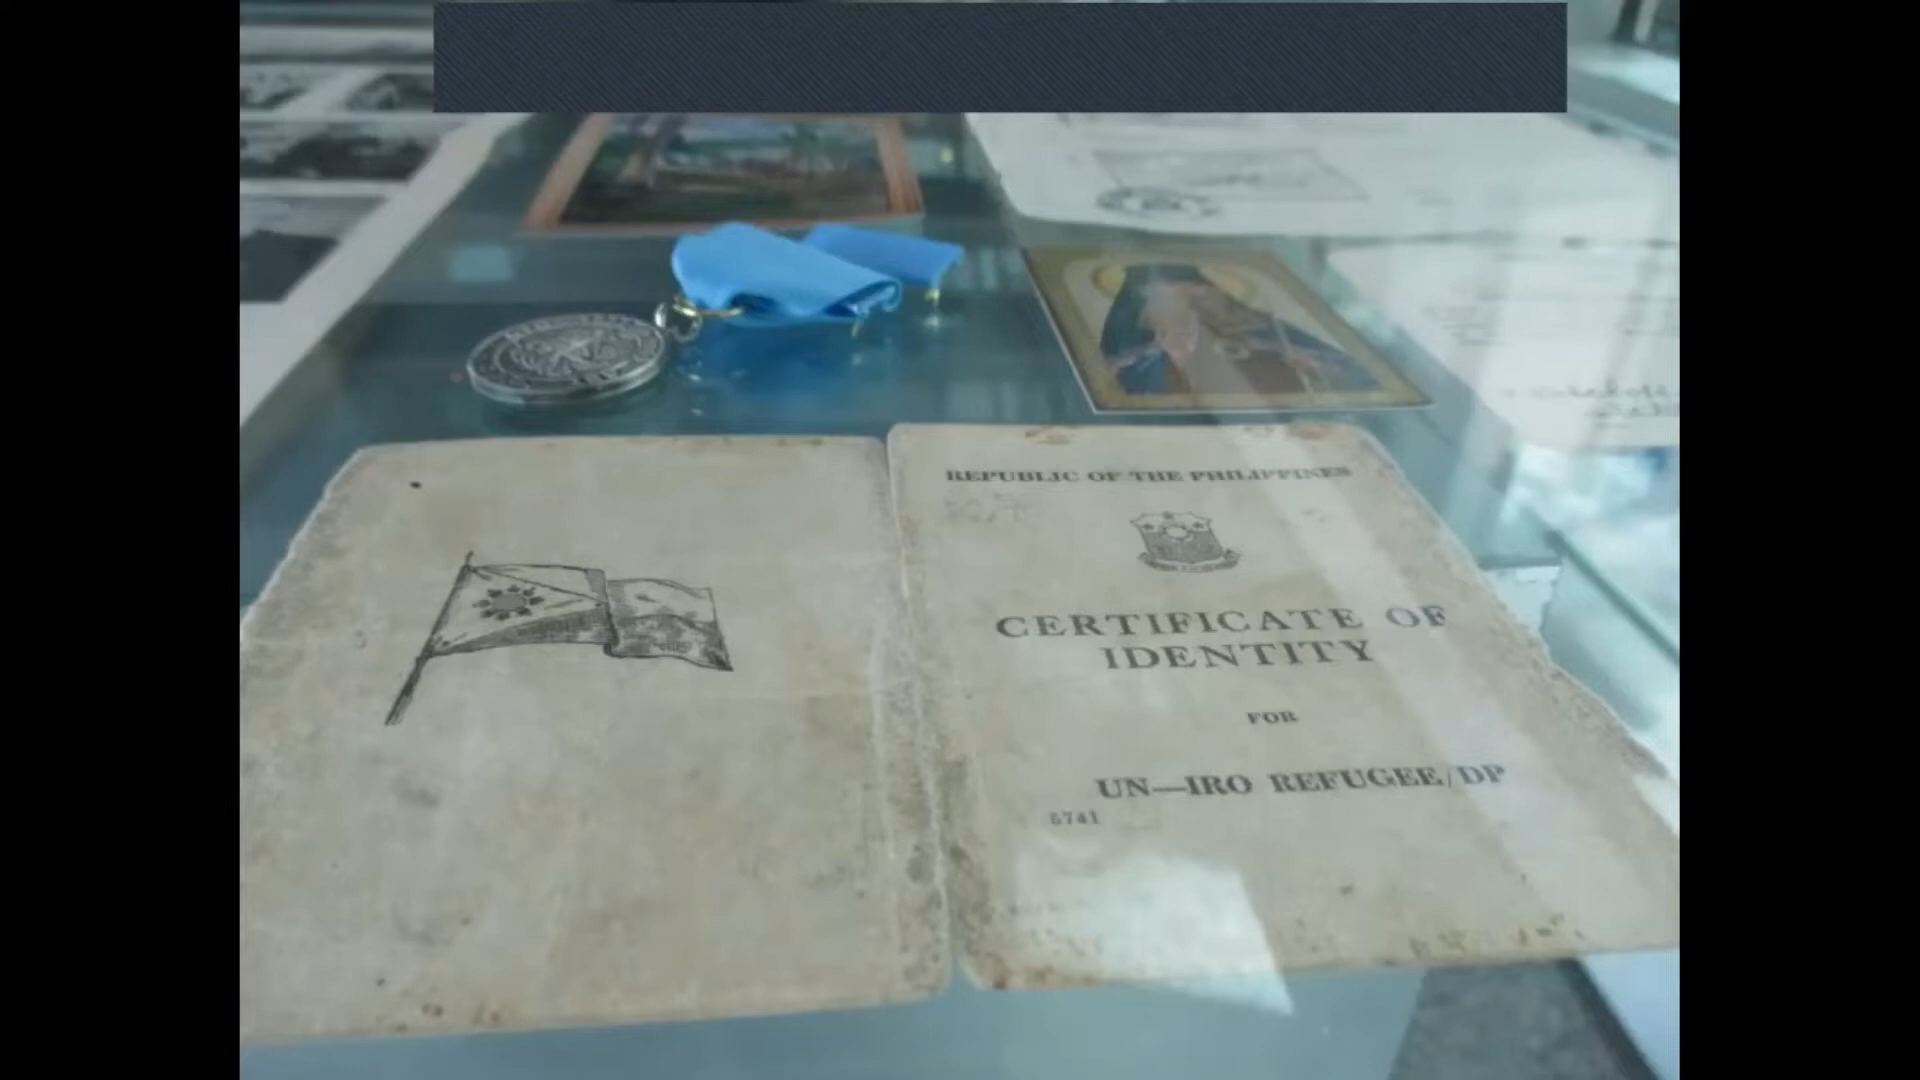 REPUBLIC OF THE PHILIPPINES
CERTIFICATE OF
IDENTITY
FOR
UN—IRO REFUGEE/DP
5741